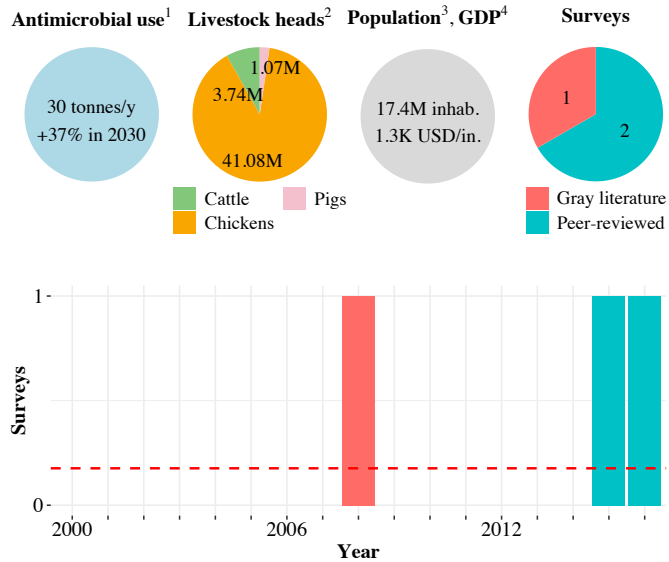 Antimicrobial use1
Livestock heads2
Population3, GDP4
Surveys
30 tonnes/y
+37% in 2030
1.07M
3.74M
41.08M
17.4M inhab.
1.3K USD/in.
1
2
Cattle
Pigs
Chickens
Gray literature
Peer-reviewed
1
0
Surveys
2000
2006
2012
Year